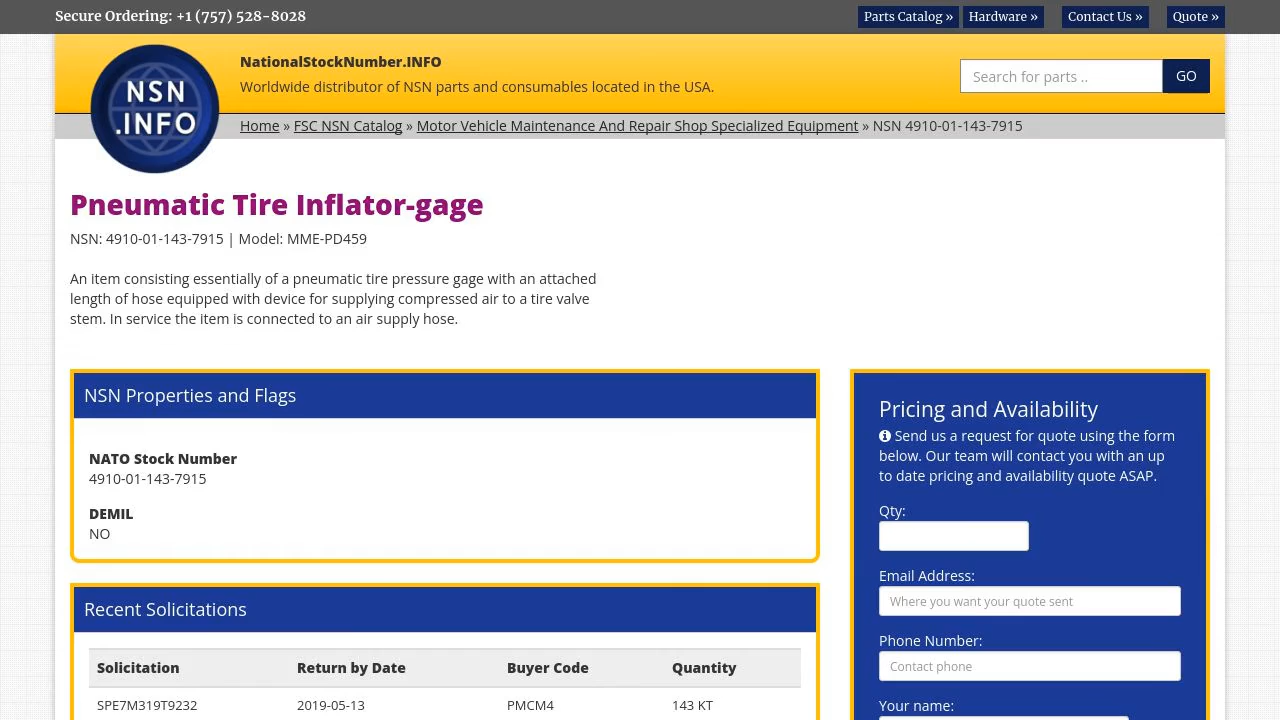 Secure Ordering: +1 (757) 528-8028
Parts Catalog » Hardware » Contact Us » Quote »
NSN
.INFO
NationalStockNumber.INFO
Worldwide distributor of NSN parts and consumables located in the USA.
Search for parts ..
GO
Home » FSC NSN Catalog » Motor Vehicle Maintenance And Repair Shop Specialized Equipment » NSN 4910-01-143-7915
Pneumatic Tire Inflator-gage
NSN: 4910-01-143-7915 | Model: MME-PD459
An item consisting essentially of a pneumatic tire pressure gage with an attached
length of hose equipped with device for supplying compressed air to a tire valve
stem. In service the item is connected to an air supply hose.
NSN Properties and Flags
NATO Stock Number
4910-01-143-7915
DEMIL
NO
Recent Solicitations
Solicitation Return by Date Buyer Code Quantity
SPE7M319T9232 2019-05-13 PMCM4 143 KT
Pricing and Availability
Send us a request for quote using the form
below. Our team will contact you with an up
to date pricing and availability quote ASAP.
Qty:
Email Address:
Where you want your quote sent
Phone Number:
Contact phone
Your name: